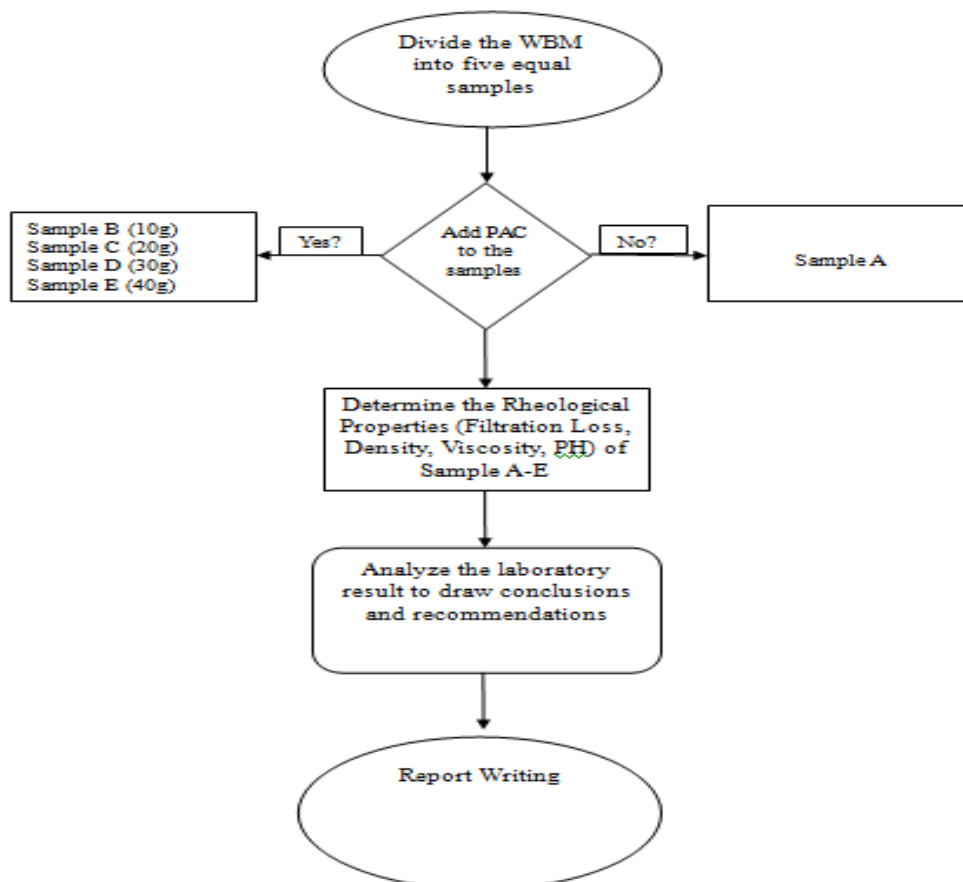 Divide the WBM
into five equal
samples
Sample B (10g)
Sample C (20g)
Sample D (30g)
Sample E (40g)
Yes?
Add PAC
to the
samples
No?
Sample A
Determine the Rheological
Properties (Filtration Loss,
Density, Viscosity, PH) of
Sample A-E
Analyze the laboratory
result to draw conclusions
and recommendations
Report Writing